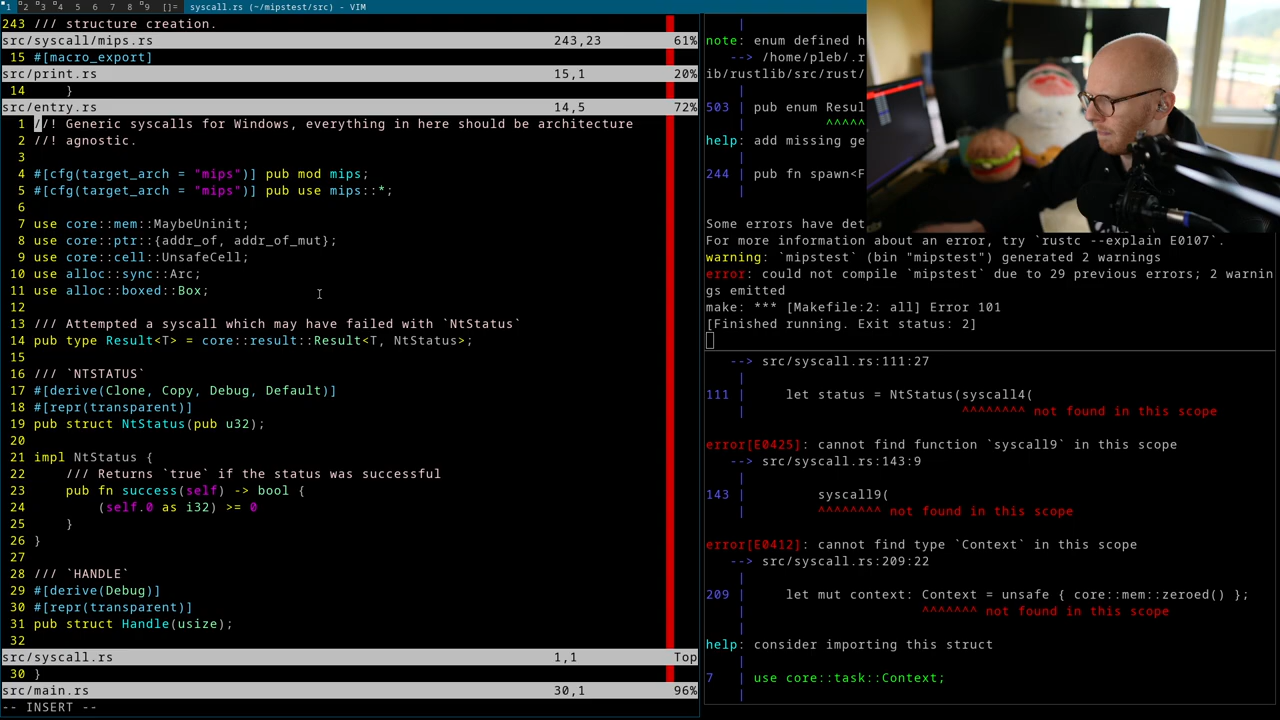 1 2 3 4 5 6 7 8 9 []= syscall.rs (~/mipstest/src) - VIM
243 /// structure creation.
src/syscall/mips.rs 243,23 61%
15 #[macro_export]
src/print.rs 15,1 20%
14 }
src/entry.rs 14,5 72%
1 //! Generic syscalls for Windows, everything in here should be architecture
2 //! agnostic.
3
4 #[cfg(target_arch = "mips")] pub mod mips;
5 #[cfg(target_arch = "mips")] pub use mips::*;
6
7 use core::mem::MaybeUninit;
8 use core::ptr::{addr_of, addr_of_mut};
9 use core::cell::UnsafeCell;
10 use alloc::sync::Arc;
11 use alloc::boxed::Box;
12
13 /// Attempted a syscall which may have failed with `NtStatus`
14 pub type Result<T> = core::result::Result<T, NtStatus>;
15
16 /// `NTSTATUS`
17 #[derive(Clone, Copy, Debug, Default)]
18 #[repr(transparent)]
19 pub struct NtStatus(pub u32);
20
21 impl NtStatus {
22 /// Returns `true` if the status was successful
23 pub fn success(self) -> bool {
24 (self.0 as i32) >= 0
25 }
26 }
27
28 /// `HANDLE`
29 #[derive(Debug)]
30 #[repr(transparent)]
31 pub struct Handle(usize);
32
src/syscall.rs 1,1 Top
30 }
src/main.rs 30,1 96%
-- INSERT --
|
note: enum defined h
--> /home/pleb/.r
ib/rustlib/src/rust/
|
503 | pub enum Resul
| ^^^^^
help: add missing ge
|
244 | pub fn spawn<F
|
Some errors have det
For more information about an error, try `rustc --explain E0107`.
warning: `mipstest` (bin "mipstest") generated 2 warnings
error: could not compile `mipstest` due to 29 previous errors; 2 warnin
gs emitted
make: *** [Makefile:2: all] Error 101
[Finished running. Exit status: 2]
--> src/syscall.rs:111:27
|
111 | let status = NtStatus(syscall4(
| ^^^^^^^^ not found in this scope
error[E0425]: cannot find function `syscall9` in this scope
--> src/syscall.rs:143:9
|
143 | syscall9(
| ^^^^^^^^ not found in this scope
error[E0412]: cannot find type `Context` in this scope
--> src/syscall.rs:209:22
|
209 | let mut context: Context = unsafe { core::mem::zeroed() };
| ^^^^^^^ not found in this scope
|
help: consider importing this struct
|
7 | use core::task::Context;
|